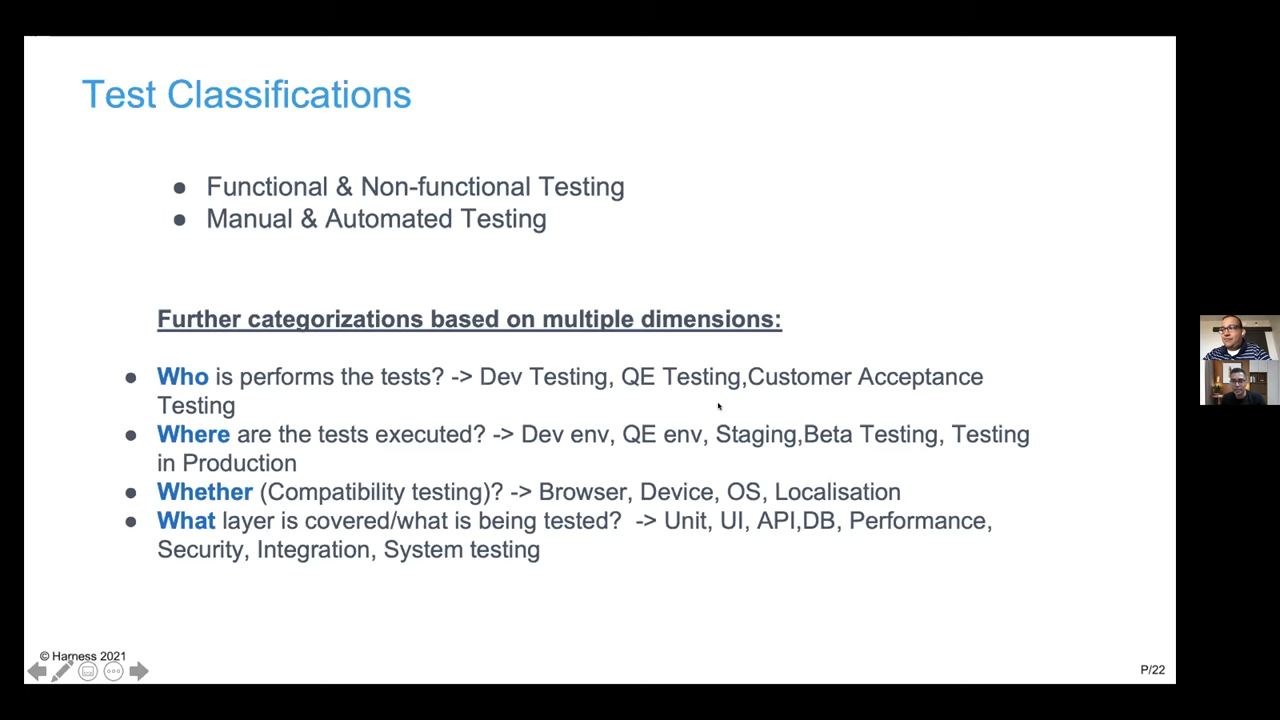 Test Classifications
● Functional & Non-functional Testing
● Manual & Automated Testing
Further categorizations based on multiple dimensions:
● Who is performs the tests? -> Dev Testing, QE Testing,Customer Acceptance
Testing
● Where are the tests executed? -> Dev env, QE env, Staging,Beta Testing, Testing
in Production
● Whether (Compatibility testing)? -> Browser, Device, OS, Localisation
● What layer is covered/what is being tested?  -> Unit, UI, API,DB, Performance,
Security, Integration, System testing
© Harness 2021
P/22